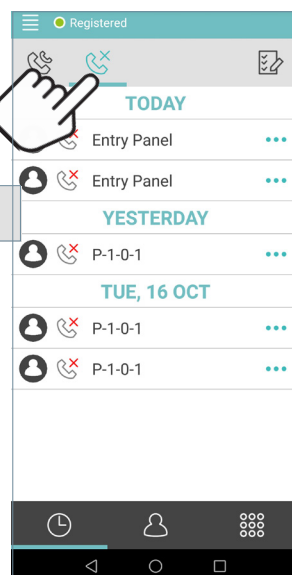 Registered
TODAY
Entry Panel
Entry Panel
YESTERDAY
P-1-0-1
TUE, 16 OCT
P-1-0-1
P-1-0-1